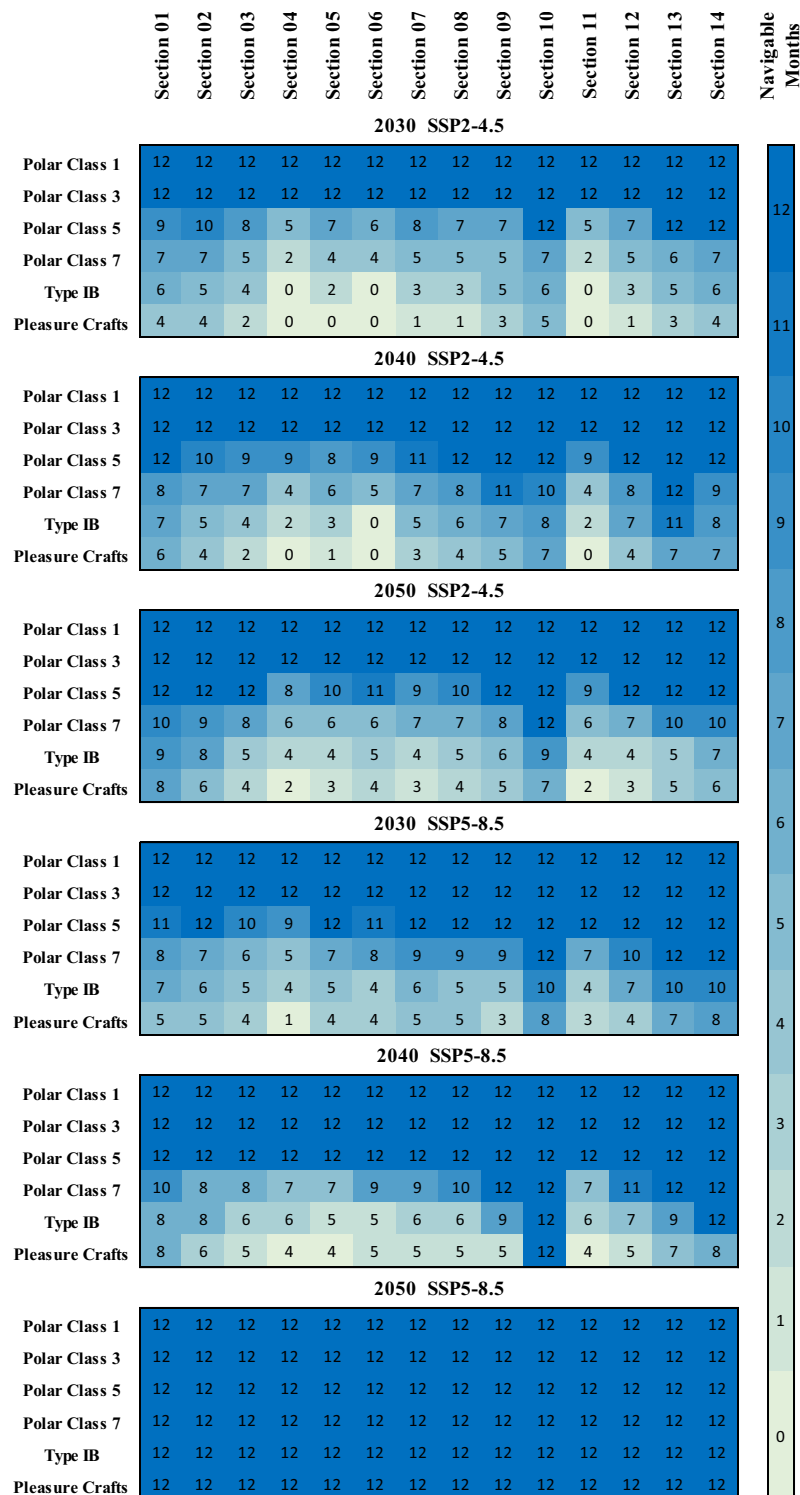 Section 01 Section 02 Section 03 Section 04 Section 05 Section 06 Section 07 Section 08 Section 09 Section 10 Section 11 Section 12 Section 13 Section 14 Navigable Months
2030 SSP2-4.5
Polar Class 1 12 12 12 12 12 12 12 12 12 12 12 12 12 12
Polar Class 3 12 12 12 12 12 12 12 12 12 12 12 12 12 12
Polar Class 5 9 10 8 5 7 6 8 7 7 12 5 7 12 12
Polar Class 7 7 7 5 2 4 4 5 5 5 7 2 5 6 7
Type IB 6 5 4 0 2 0 3 3 5 6 0 3 5 6
Pleasure Crafts 4 4 2 0 0 0 1 1 3 5 0 1 3 4
2040 SSP2-4.5
Polar Class 1 12 12 12 12 12 12 12 12 12 12 12 12 12 12
Polar Class 3 12 12 12 12 12 12 12 12 12 12 12 12 12 12
Polar Class 5 12 10 9 9 8 9 11 12 12 12 9 12 12 12
Polar Class 7 8 7 7 4 6 5 7 8 11 10 4 8 12 9
Type IB 7 5 4 2 3 0 5 6 7 8 2 7 11 8
Pleasure Crafts 6 4 2 0 1 0 3 4 5 7 0 4 7 7
2050 SSP2-4.5
Polar Class 1 12 12 12 12 12 12 12 12 12 12 12 12 12 12
Polar Class 3 12 12 12 12 12 12 12 12 12 12 12 12 12 12
Polar Class 5 12 12 12 8 10 11 9 10 12 12 9 12 12 12
Polar Class 7 10 9 8 6 6 6 7 7 8 12 6 7 10 10
Type IB 9 8 5 4 4 5 4 5 6 9 4 4 5 7
Pleasure Crafts 8 6 4 2 3 4 3 4 5 7 2 3 5 6
2030 SSP5-8.5
Polar Class 1 12 12 12 12 12 12 12 12 12 12 12 12 12 12
Polar Class 3 12 12 12 12 12 12 12 12 12 12 12 12 12 12
Polar Class 5 11 12 10 9 12 11 12 12 12 12 12 12 12 12
Polar Class 7 8 7 6 5 7 8 9 9 9 12 7 10 12 12
Type IB 7 6 5 4 5 4 6 5 5 10 4 7 10 10
Pleasure Crafts 5 5 4 1 4 4 5 5 3 8 3 4 7 8
2040 SSP5-8.5
Polar Class 1 12 12 12 12 12 12 12 12 12 12 12 12 12 12
Polar Class 3 12 12 12 12 12 12 12 12 12 12 12 12 12 12
Polar Class 5 12 12 12 12 12 12 12 12 12 12 12 12 12 12
Polar Class 7 10 8 8 7 7 9 9 10 12 12 7 11 12 12
Type IB 8 8 6 6 5 5 6 6 9 12 6 7 9 12
Pleasure Crafts 8 6 5 4 4 5 5 5 5 12 4 5 7 8
2050 SSP5-8.5
Polar Class 1 12 12 12 12 12 12 12 12 12 12 12 12 12 12
Polar Class 3 12 12 12 12 12 12 12 12 12 12 12 12 12 12
Polar Class 5 12 12 12 12 12 12 12 12 12 12 12 12 12 12
Polar Class 7 12 12 12 12 12 12 12 12 12 12 12 12 12 12
Type IB 12 12 12 12 12 12 12 12 12 12 12 12 12 12
Pleasure Crafts 12 12 12 12 12 12 12 12 12 12 12 12 12 12
12
11
10
9
8
7
6
5
4
3
2
1
0